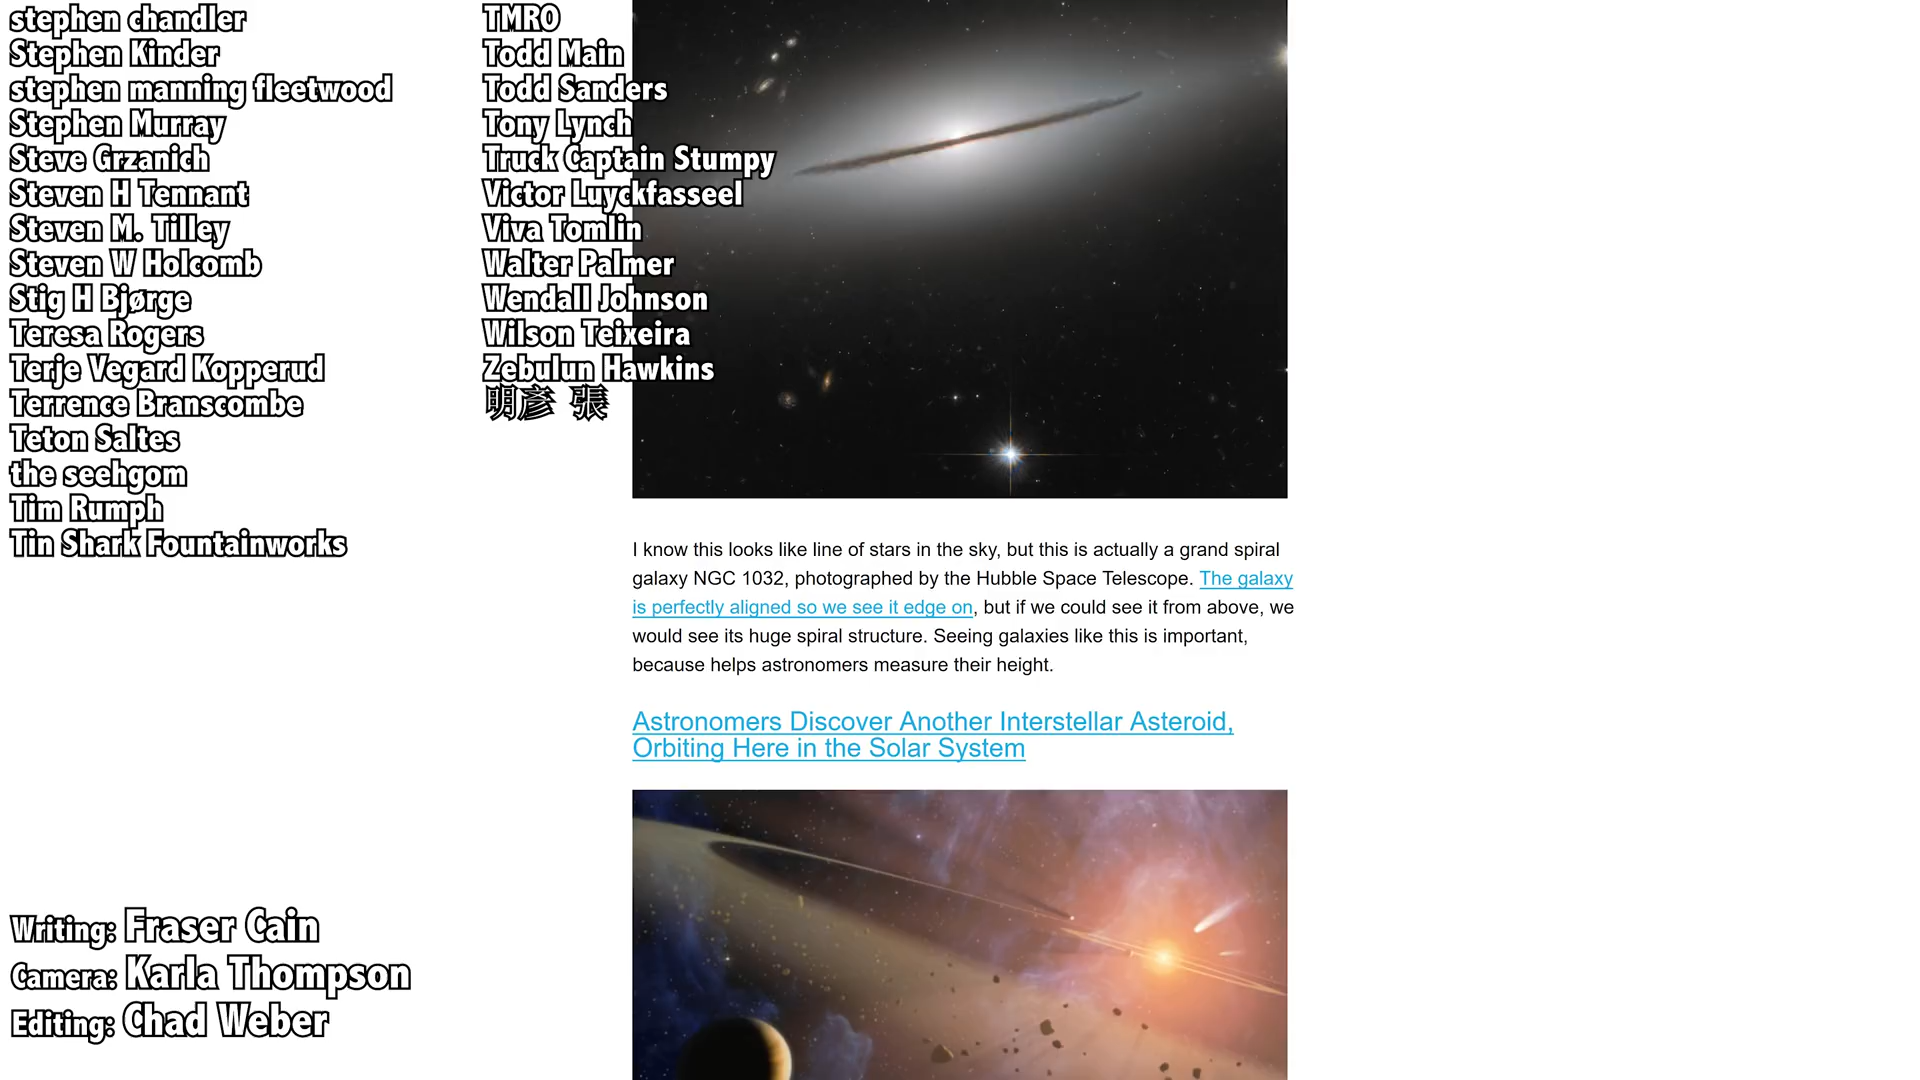 stephen chandler
Stephen Kinder
stephen manning fleetwood
Stephen Murray
Steve Grzanich
Steven H Tennant
Steven M. Tilley
Steven W Holcomb
Stig H Bjørge
Teresa Rogers
Terje Vegard Kopperud
Terrence Branscombe
Teton Saltes
the seehgom
Tim Rumph
Tin Shark Fountainworks
TMRO
Todd Main
Todd Sanders
Tony Lynch
Truck Captain Stumpy
Victor Luyckfasseel
Viva Tomlin
Walter Palmer
Wendall Johnson
Wilson Teixeira
Zebulun Hawkins
明彥 張
I know this looks like line of stars in the sky, but this is actually a grand spiral
galaxy NGC 1032, photographed by the Hubble Space Telescope. The galaxy
is perfectly aligned so we see it edge on, but if we could see it from above, we
would see its huge spiral structure. Seeing galaxies like this is important,
because helps astronomers measure their height.
Astronomers Discover Another Interstellar Asteroid,
Orbiting Here in the Solar System
Writing: Fraser Cain
Camera: Karla Thompson
Editing: Chad Weber